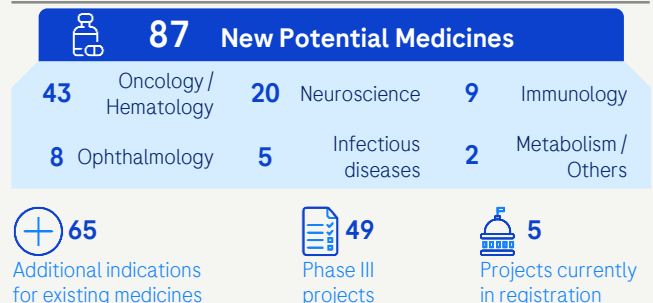 87 New Potential Medicines
43 Oncology /
Hematology
20 Neuroscience
9 Immunology
8 Ophthalmology
5 Infectious
diseases
2 Metabolism /
Others
65
Additional indications
for existing medicines
49
Phase III
projects
5
Projects currently
in registration